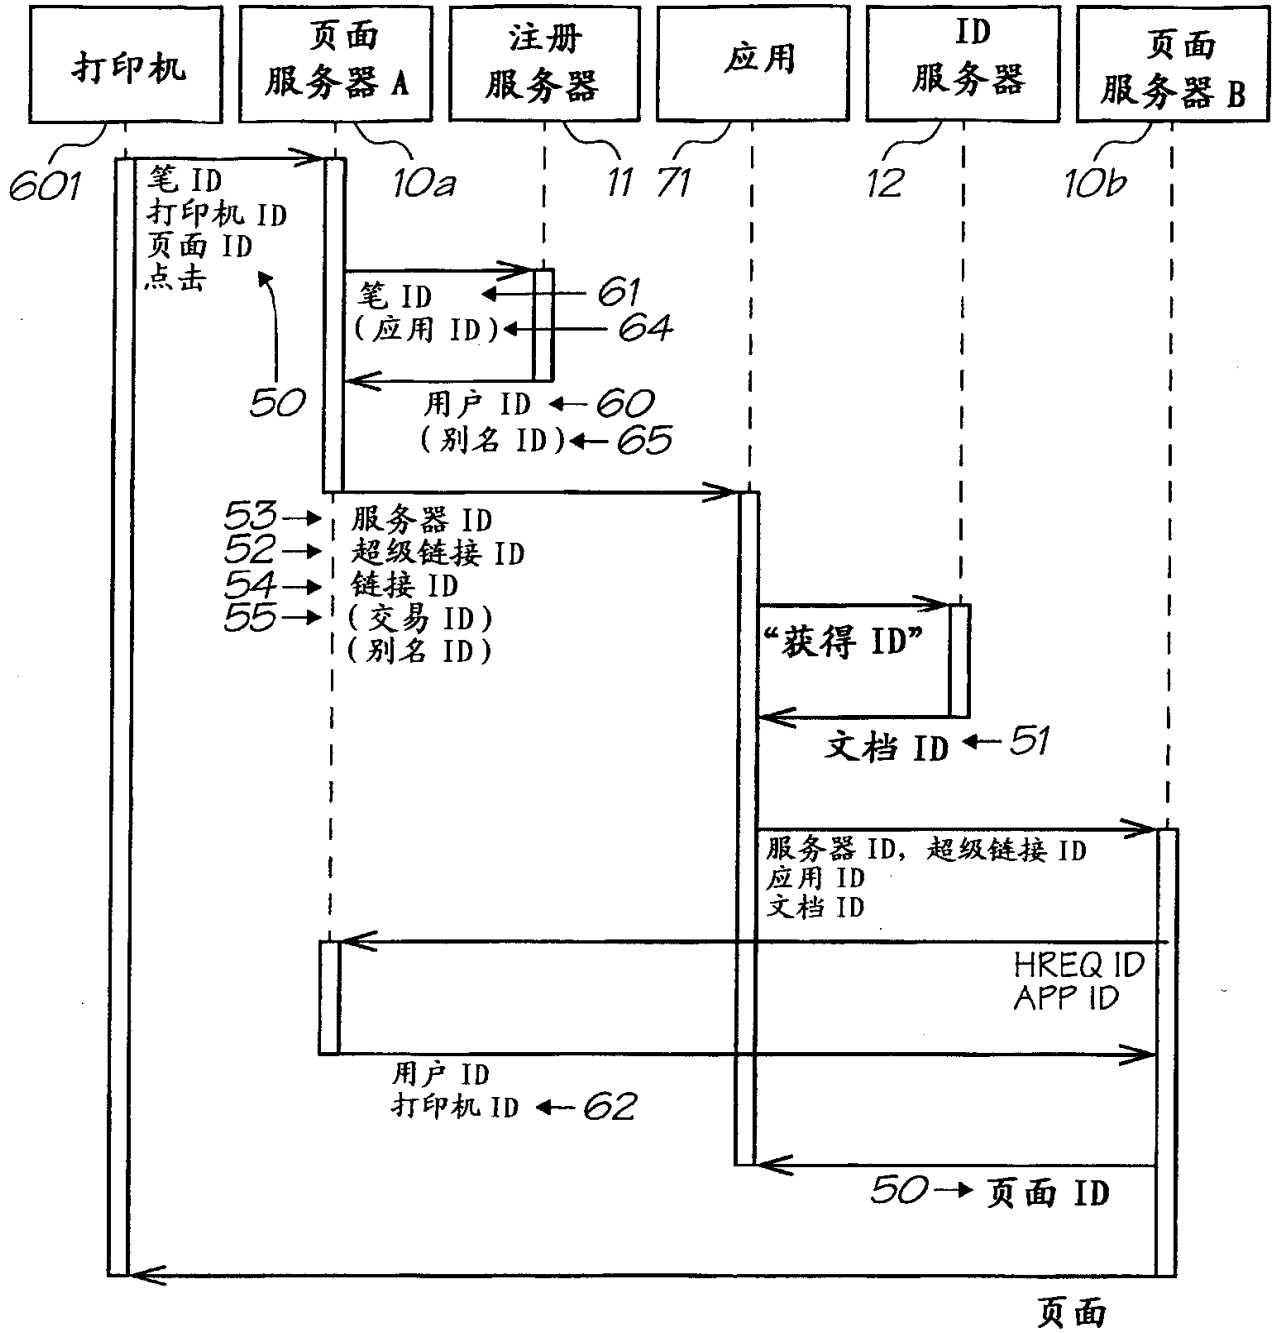 打印机
页面
服务器 A
注册
服务器
应用
ID
服务器
页面
服务器 B
601
10a
11
71
12
10b
笔 ID
打印机 ID
页面 ID
点击
50
笔 ID
61
(应用 ID)
64
用户 ID
60
(别名 ID)
65
53
服务器 ID
52
超级链接 ID
54
链接 ID
55
(交易 ID)
(别名 ID)
“获得 ID”
文档 ID
51
服务器 ID, 超级链接 ID
应用 ID
文档 ID
HREQ ID
APP ID
用户 ID
打印机 ID
62
50
页面 ID
页面